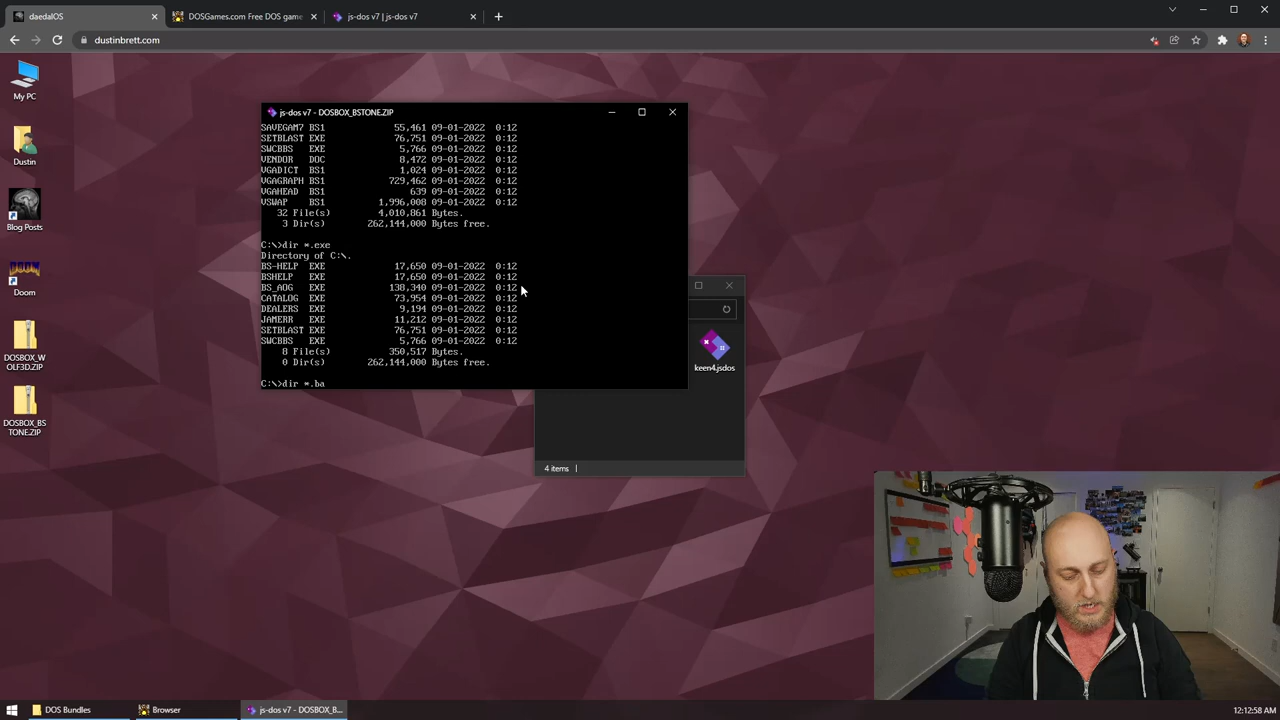 daedalOS
DOSGames.com Free DOS game
js-dos v7 | js-dos v7
dustinbrett.com
My PC
Dustin
Blog Posts
Doom
DOSBOX_W
OLF3D.ZIP
DOSBOX_BS
TONE.ZIP
js-dos v7 - DOSBOX_BSTONE.ZIP
SAVEGAM7 BS1 55,461 09-01-2022 0:12
SETBLAST EXE 76,751 09-01-2022 0:12
SWCBBS EXE 5,766 09-01-2022 0:12
VENDOR DOC 8,472 09-01-2022 0:12
VGADICT BS1 1,024 09-01-2022 0:12
VGAGRAPH BS1 729,462 09-01-2022 0:12
VGAHEAD BS1 639 09-01-2022 0:12
VSWAP BS1 1,996,008 09-01-2022 0:12
32 File(s) 4,010,861 Bytes.
3 Dir(s) 262,144,000 Bytes free.
C:\>dir *.exe
Directory of C:\.
BS-HELP EXE 17,650 09-01-2022 0:12
BSHELP EXE 17,650 09-01-2022 0:12
BS_AOG EXE 138,340 09-01-2022 0:12
CATALOG EXE 73,954 09-01-2022 0:12
DEALERS EXE 9,194 09-01-2022 0:12
JAMERR EXE 11,212 09-01-2022 0:12
SETBLAST EXE 76,751 09-01-2022 0:12
SWCBBS EXE 5,766 09-01-2022 0:12
8 File(s) 350,517 Bytes.
0 Dir(s) 262,144,000 Bytes free.
C:\>dir *.ba
keen4.jsdos
4 items
DOS Bundles
Browser
js-dos v7 - DOSBOX_B...
12:12:58 AM